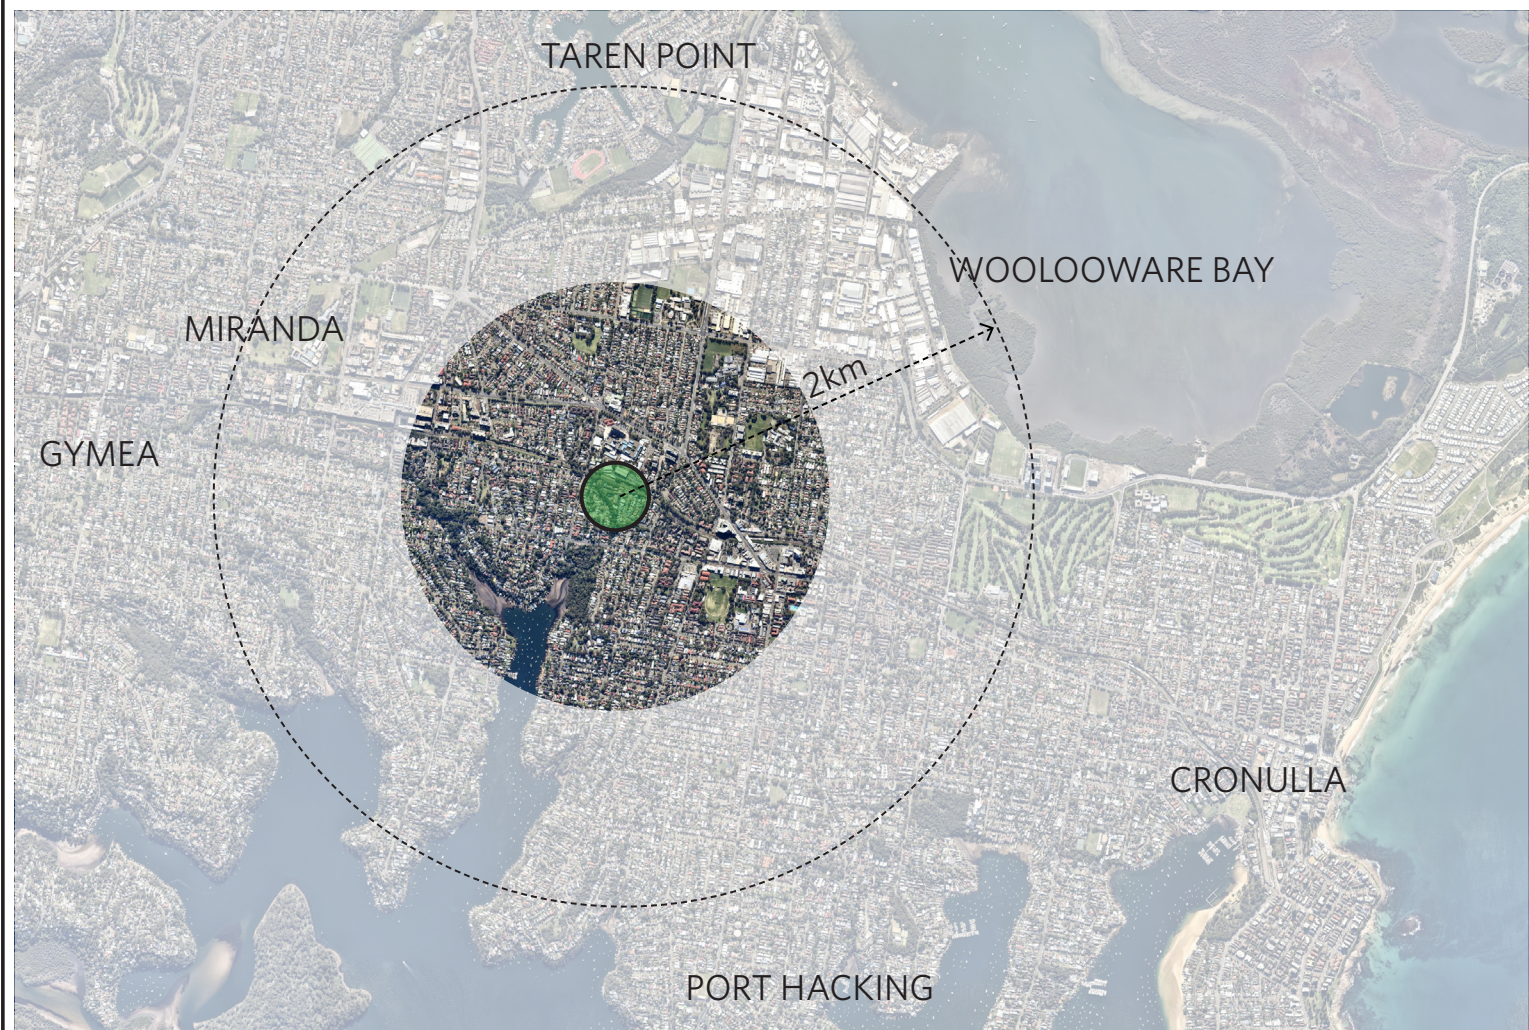 TAREN POINT
WOOLOOWARE BAY
MIRANDA
2km
GYMEA
CRONULLA
PORT HACKING